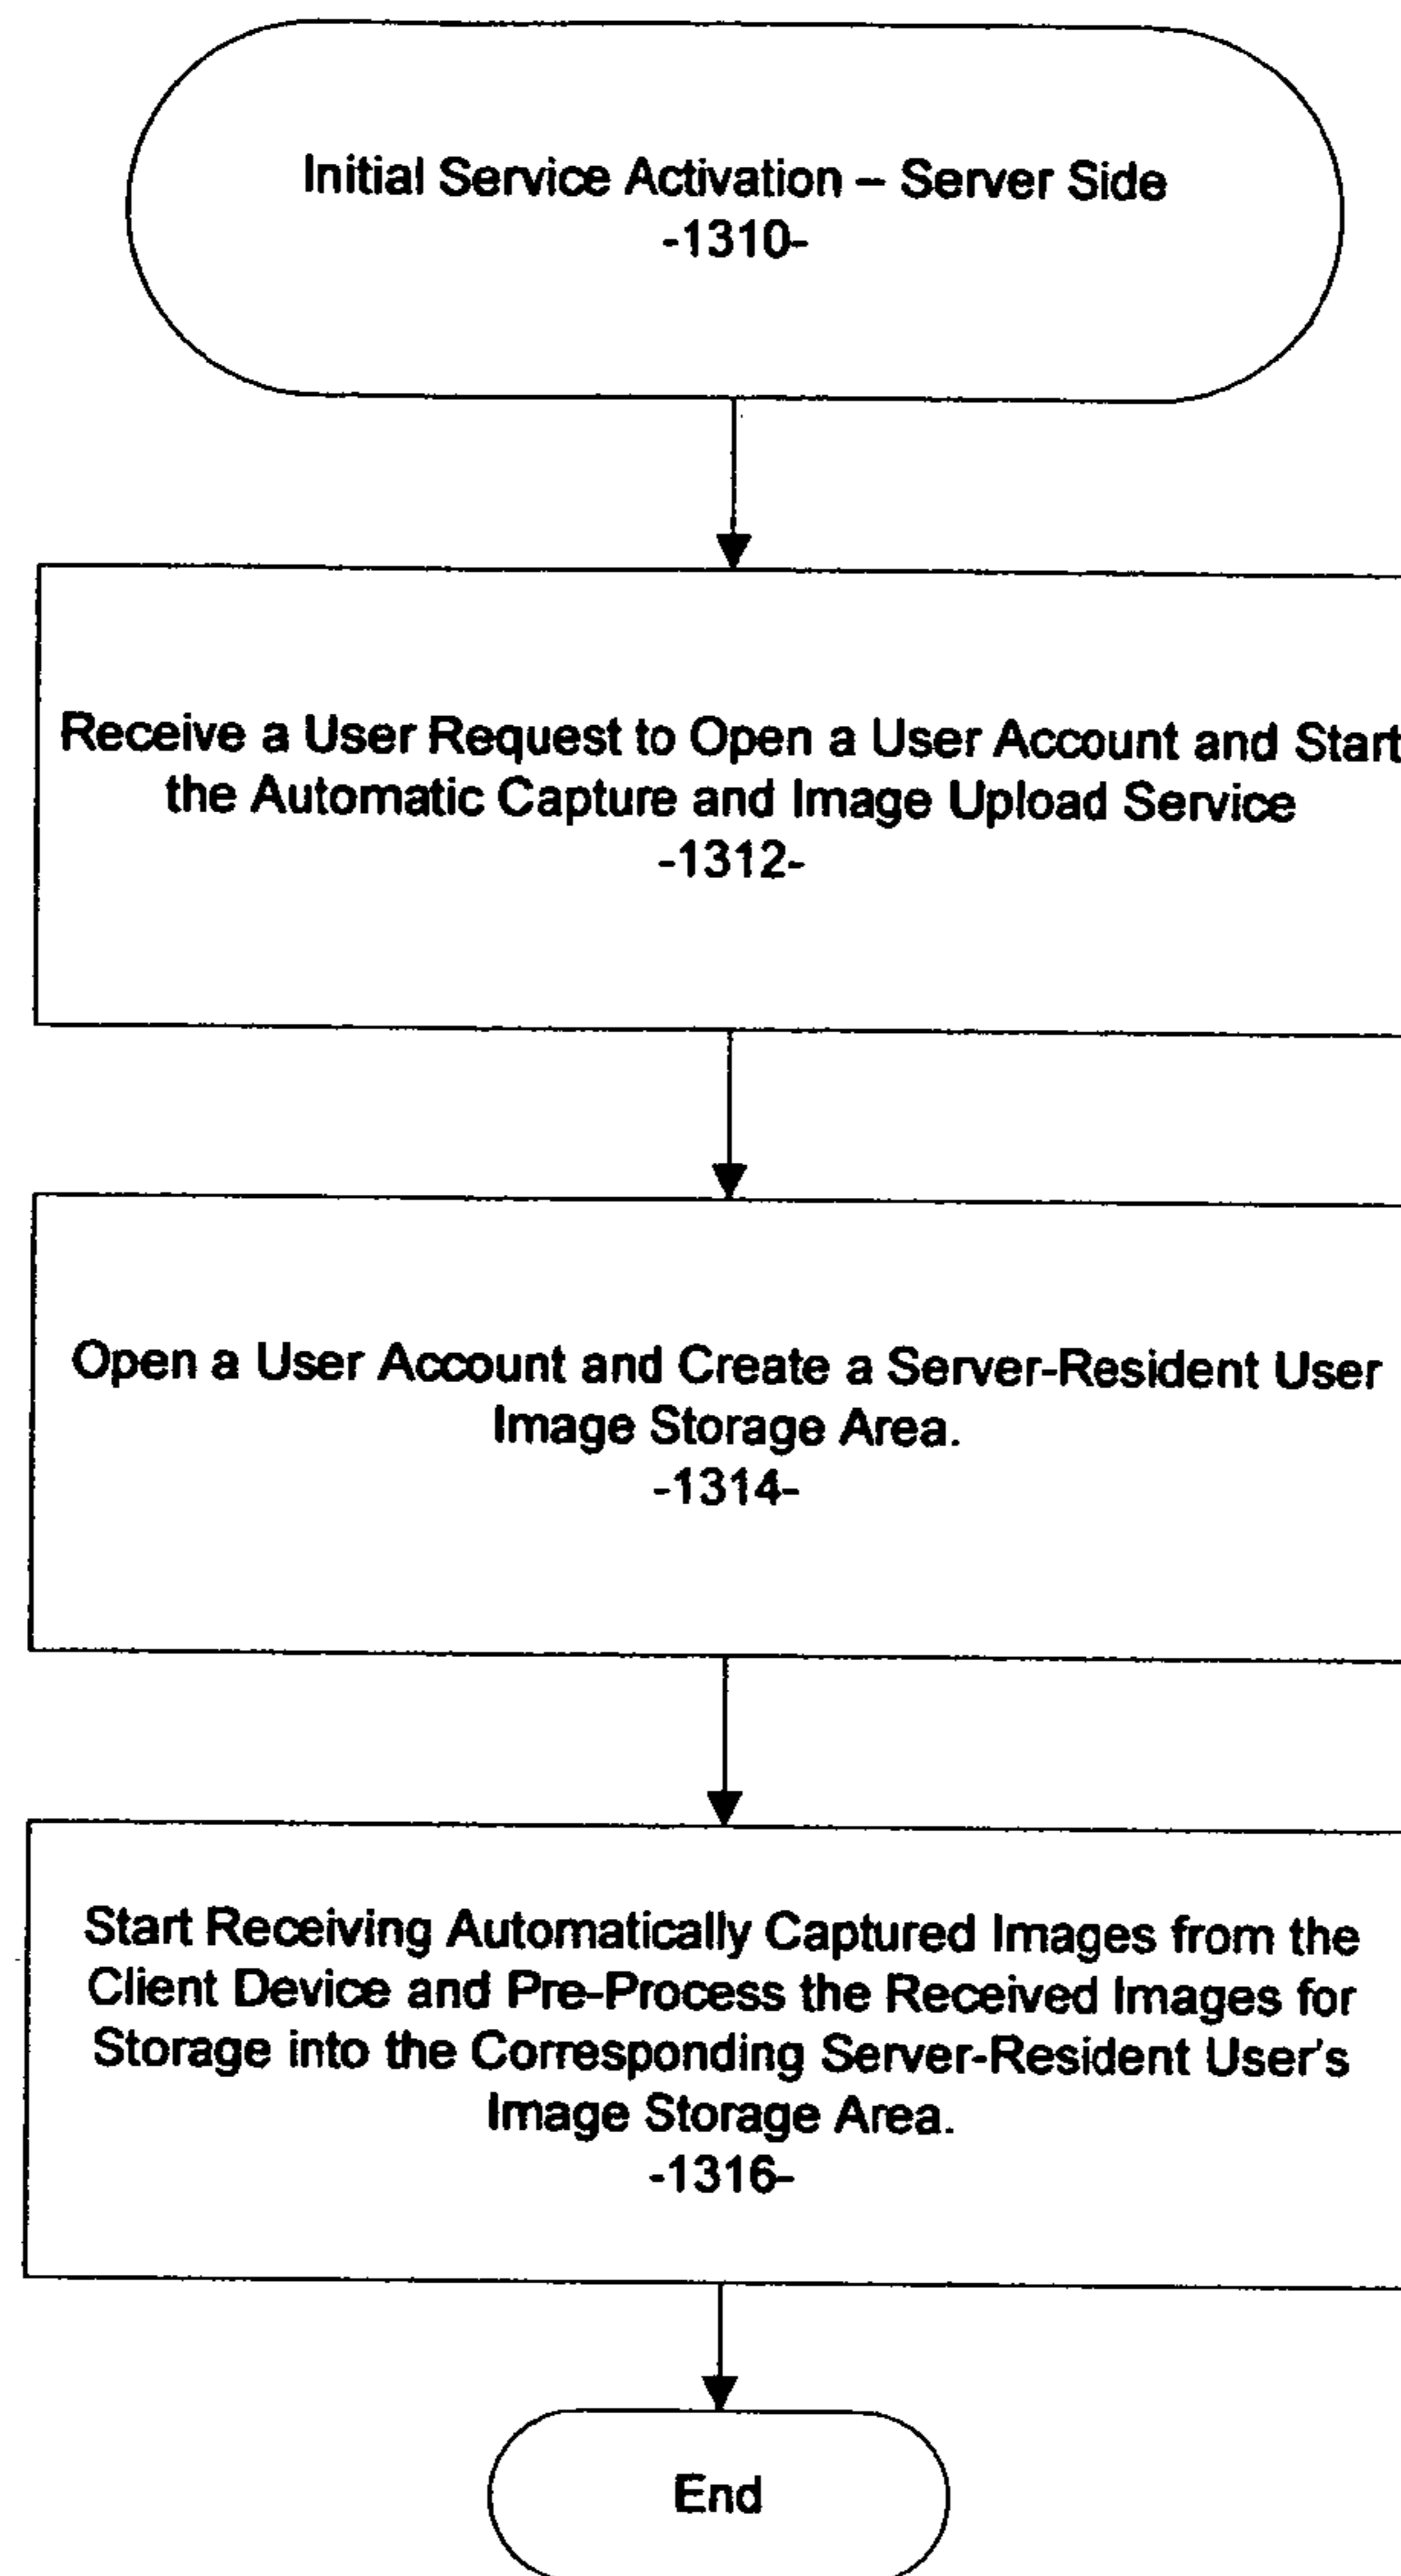 Initial Service Activation – Server Side
-1310-
Receive a User Request to Open a User Account and Start
the Automatic Capture and Image Upload Service
-1312-
Open a User Account and Create a Server-Resident User
Image Storage Area.
-1314-
Start Receiving Automatically Captured Images from the
Client Device and Pre-Process the Received Images for
Storage into the Corresponding Server-Resident User's
Image Storage Area.
-1316-
End